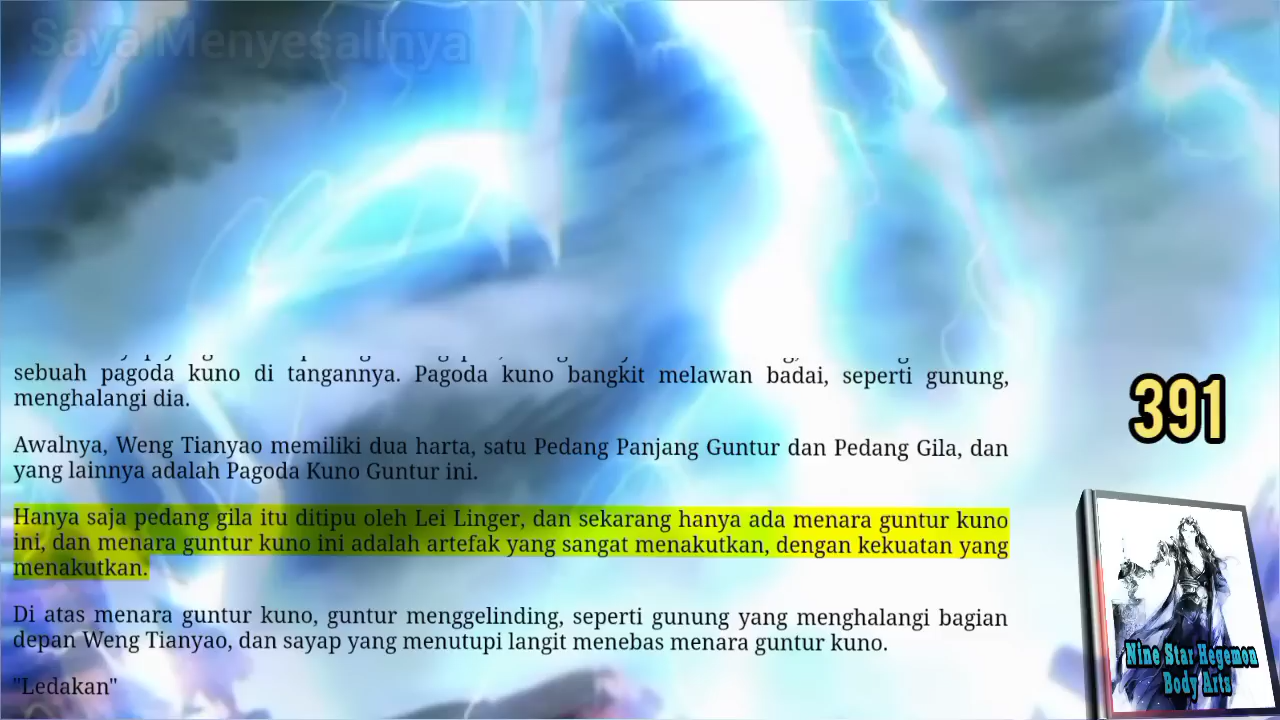 Saya Menyesalinya
sebuah pagoda kuno di tangannya. Pagoda kuno bangkit melawan badai, seperti gunung,
menghalangi dia.
Awalnya, Weng Tianyao memiliki dua harta, satu Pedang Panjang Guntur dan Pedang Gila, dan
yang lainnya adalah Pagoda Kuno Guntur ini.
Hanya saja pedang gila itu ditipu oleh Lei Linger, dan sekarang hanya ada menara guntur kuno
ini, dan menara guntur kuno ini adalah artefak yang sangat menakutkan, dengan kekuatan yang
menakutkan.
Di atas menara guntur kuno, guntur menggelinding, seperti gunung yang menghalangi bagian
depan Weng Tianyao, dan sayap yang menutupi langit menebas menara guntur kuno.
"Ledakan"
391
Nine Star Hegemon
Body Arts